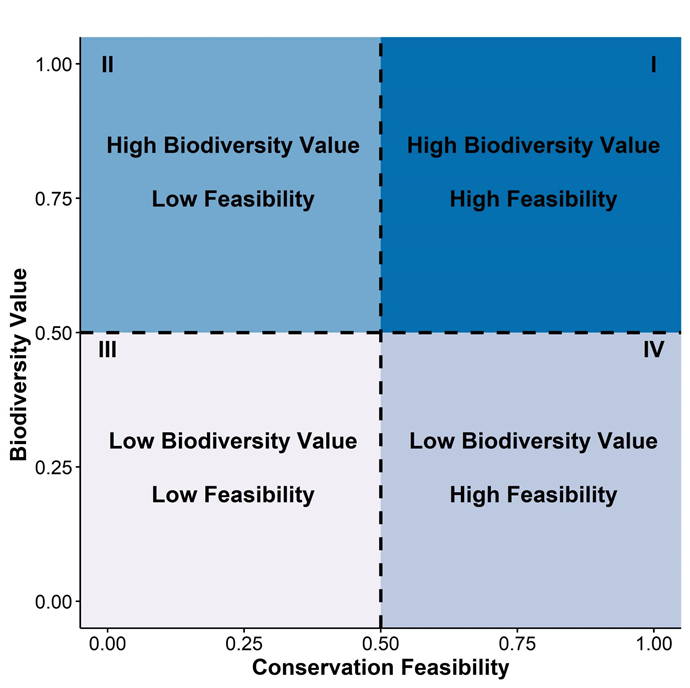 1.00
II
I
High Biodiversity Value
High Biodiversity Value
Low Feasibility
High Feasibility
0.75
Biodiversity Value
0.50
III
IV
Low Biodiversity Value
Low Biodiversity Value
0.25
Low Feasibility
High Feasibility
0.00
0.00
0.25
0.50
0.75
1.00
Conservation Feasibility